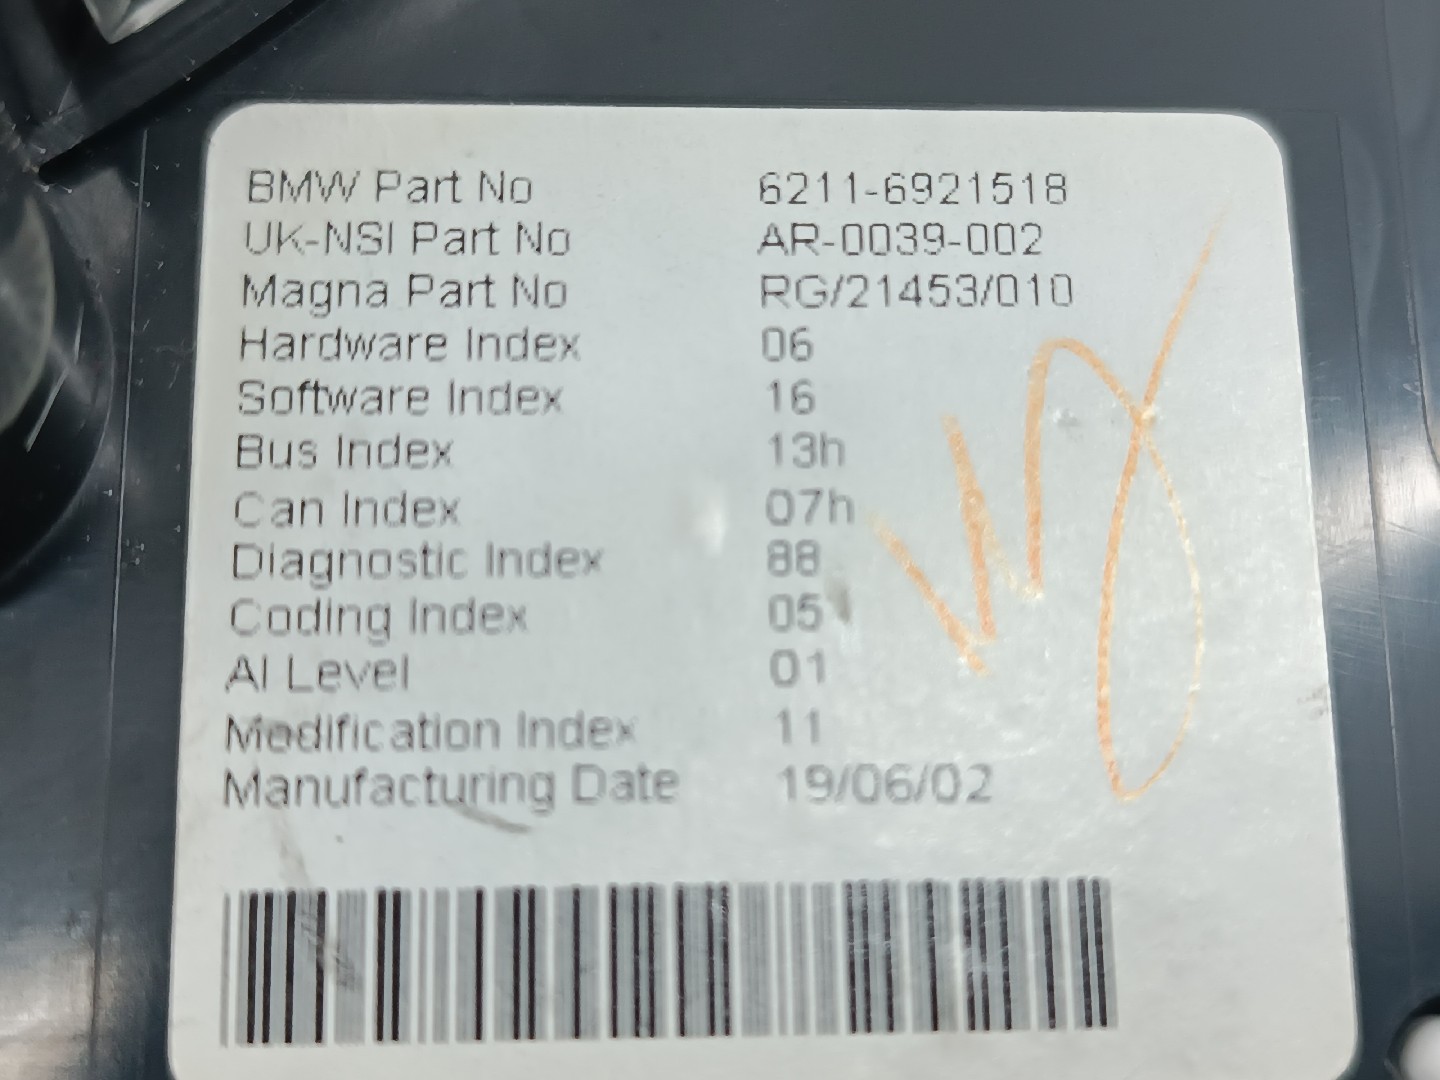 BMW Part No 6211-6921518
UK-NSI Part No AR-0039-002
Magna Part No RG/21453/010
Hardware Index 06
Software Index 16
Bus Index 13h
Can Index 07h
Diagnostic Index 88
Coding Index 05
AI Level 01
Modification Index 11
Manufacturing Date 19/06/02